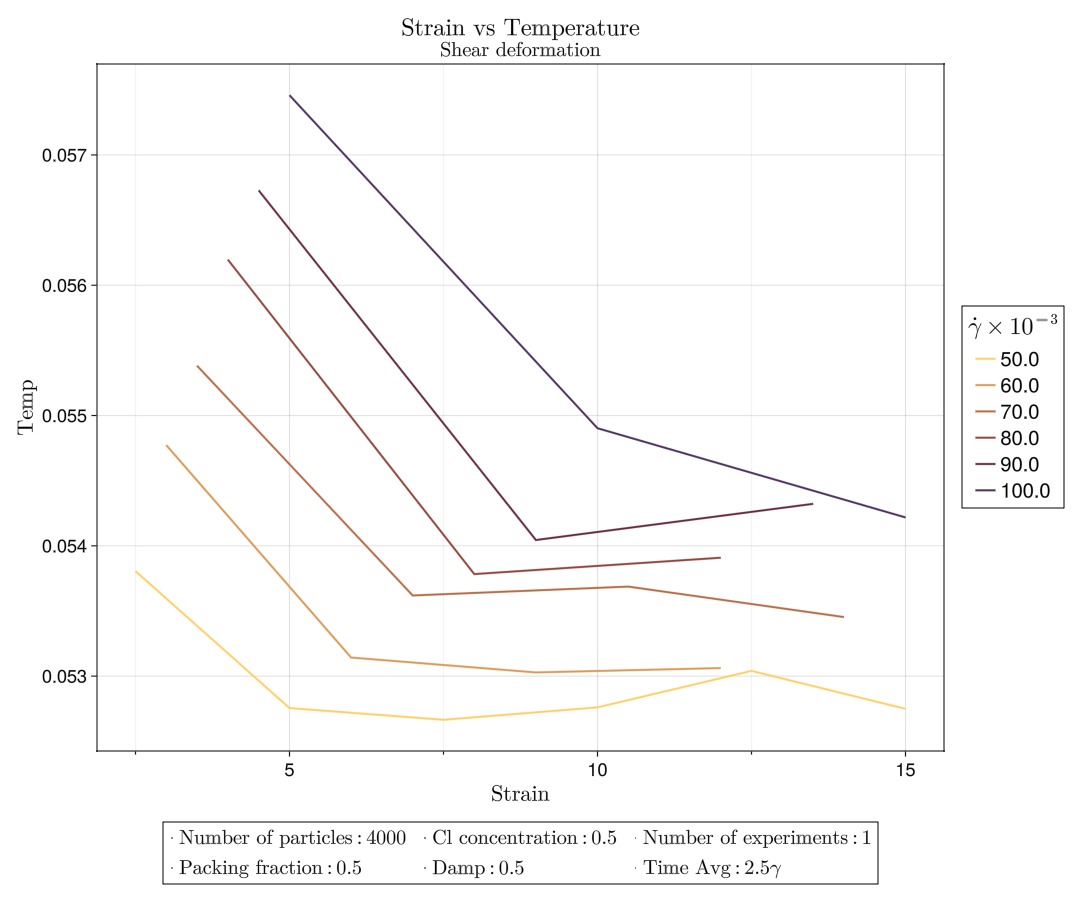 Strain vs Temperature
Shear deformation
0.057
0.056
0.055
0.054
0.053
Temp
5 10 15
Strain
γ̇ × 10⁻³
50.0
60.0
70.0
80.0
90.0
100.0
· Number of particles : 4000 · Cl concentration : 0.5 · Number of experiments : 1
· Packing fraction : 0.5 · Damp : 0.5 · Time Avg : 2.5γ